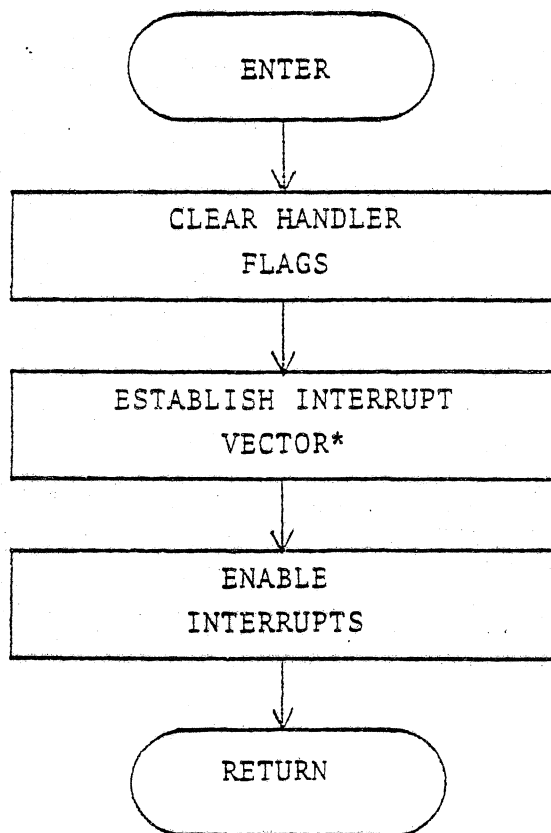 ENTER
CLEAR HANDLER
FLAGS
ESTABLISH INTERRUPT
VECTOR*
ENABLE
INTERRUPTS
RETURN